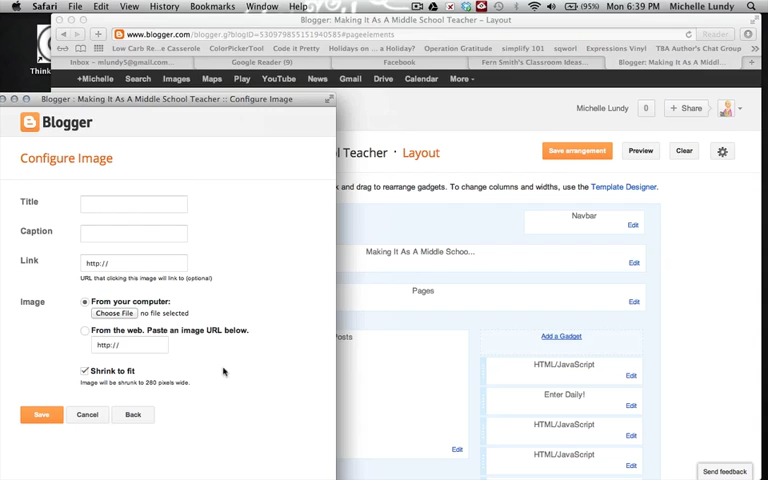 Safari File Edit View History Bookmarks Window Help (95%) Mon 6:39 PM Michelle Lundy
Blogger: Making It As A Middle School Teacher – Layout
www.blogger.com/blogger.g?blogID=5309798551519405855#pageelements Reader
Low Carb Re...e Casserole ColorPickerTool Code it Pretty Holidays on ... a Holiday? Operation Gratitude simplify 101 sqworl Expressions Vinyl TBA Author's Chat Group
mlundy5@gmail.com... Google Reader (9) Facebook Fern Smith's Classroom Ideas... Blogger: Making It As A Middl...
+Michelle Search Images Maps Play YouTube News Gmail Drive Calendar More
Think
Blogger : Making It As A Middle School Teacher :: Configure Image
Blogger
Michelle Lundy 0 + Share
Configure Image
l Teacher · Layout
Save arrangement Preview Clear
k and drag to rearrange gadgets. To change columns and widths, use the Template Designer.
Title
Caption
Link http://
URL that clicking this image will link to (optional)
Image From your computer:
Choose File no file selected
From the web. Paste an image URL below.
http://
Shrink to fit
Image will be shrunk to 280 pixels wide.
Save Cancel Back
Navbar
Edit
Making It As A Middle Schoo...
Edit
Pages
Edit
Posts
Edit
Add a Gadget
HTML/JavaScript
Edit
Enter Daily!
Edit
HTML/JavaScript
Edit
HTML/JavaScript
Edit
Send feedback